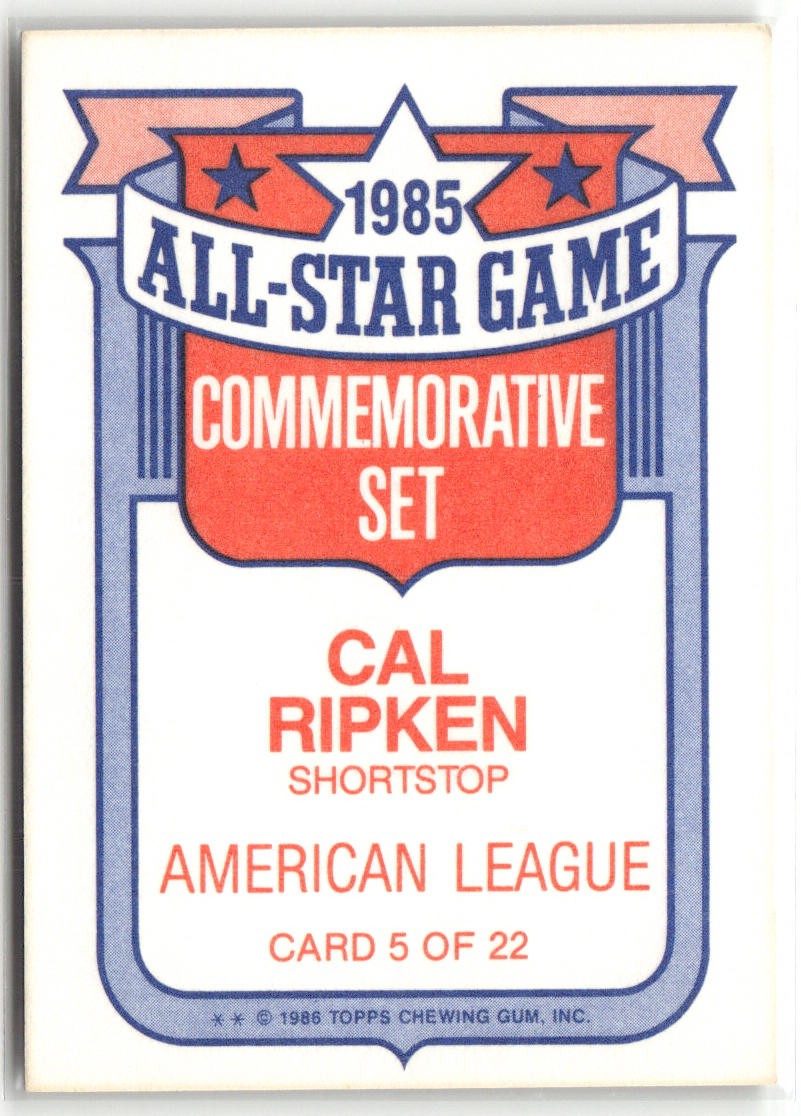 1985
ALL-STAR GAME
COMMEMORATIVE
SET
CAL
RIPKEN
SHORTSTOP
AMERICAN LEAGUE
CARD 5 OF 22
** © 1986 TOPPS CHEWING GUM, INC.